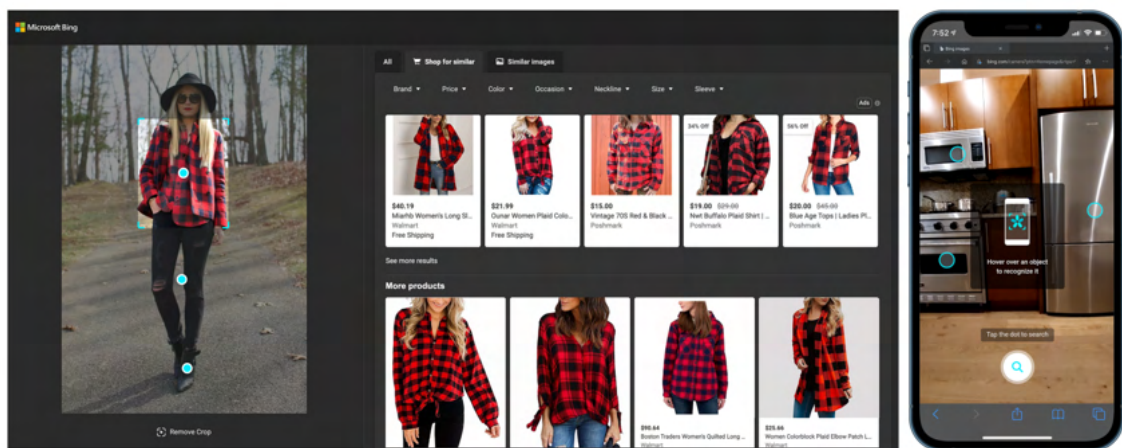 Microsoft Bing
All
Shop for similar
Similar images
Brand
Price
Color
Occasion
Neckline
Size
Sleeve
Ads
34% Off
56% Off
$40.19
Miarhb Women's Long Sl...
Walmart
Free Shipping
$21.99
Ounar Women Plaid Colo...
Walmart
Free Shipping
$15.00
Vintage 70S Red & Black ...
Poshmark
$19.00 $29.00
Nwt Buffalo Plaid Shirt | ...
Poshmark
$20.00 $45.00
Blue Age Tops | Ladies Pl...
Poshmark
See more results
More products
$90.64
Boston Traders Women's Quilted Long ...
Walmart
$25.66
Women Colorblock Plaid Elbow Patch L...
Walmart
Remove Crop
7:52
Bing images
Hover over an object
to recognize it
Tap the dot to search